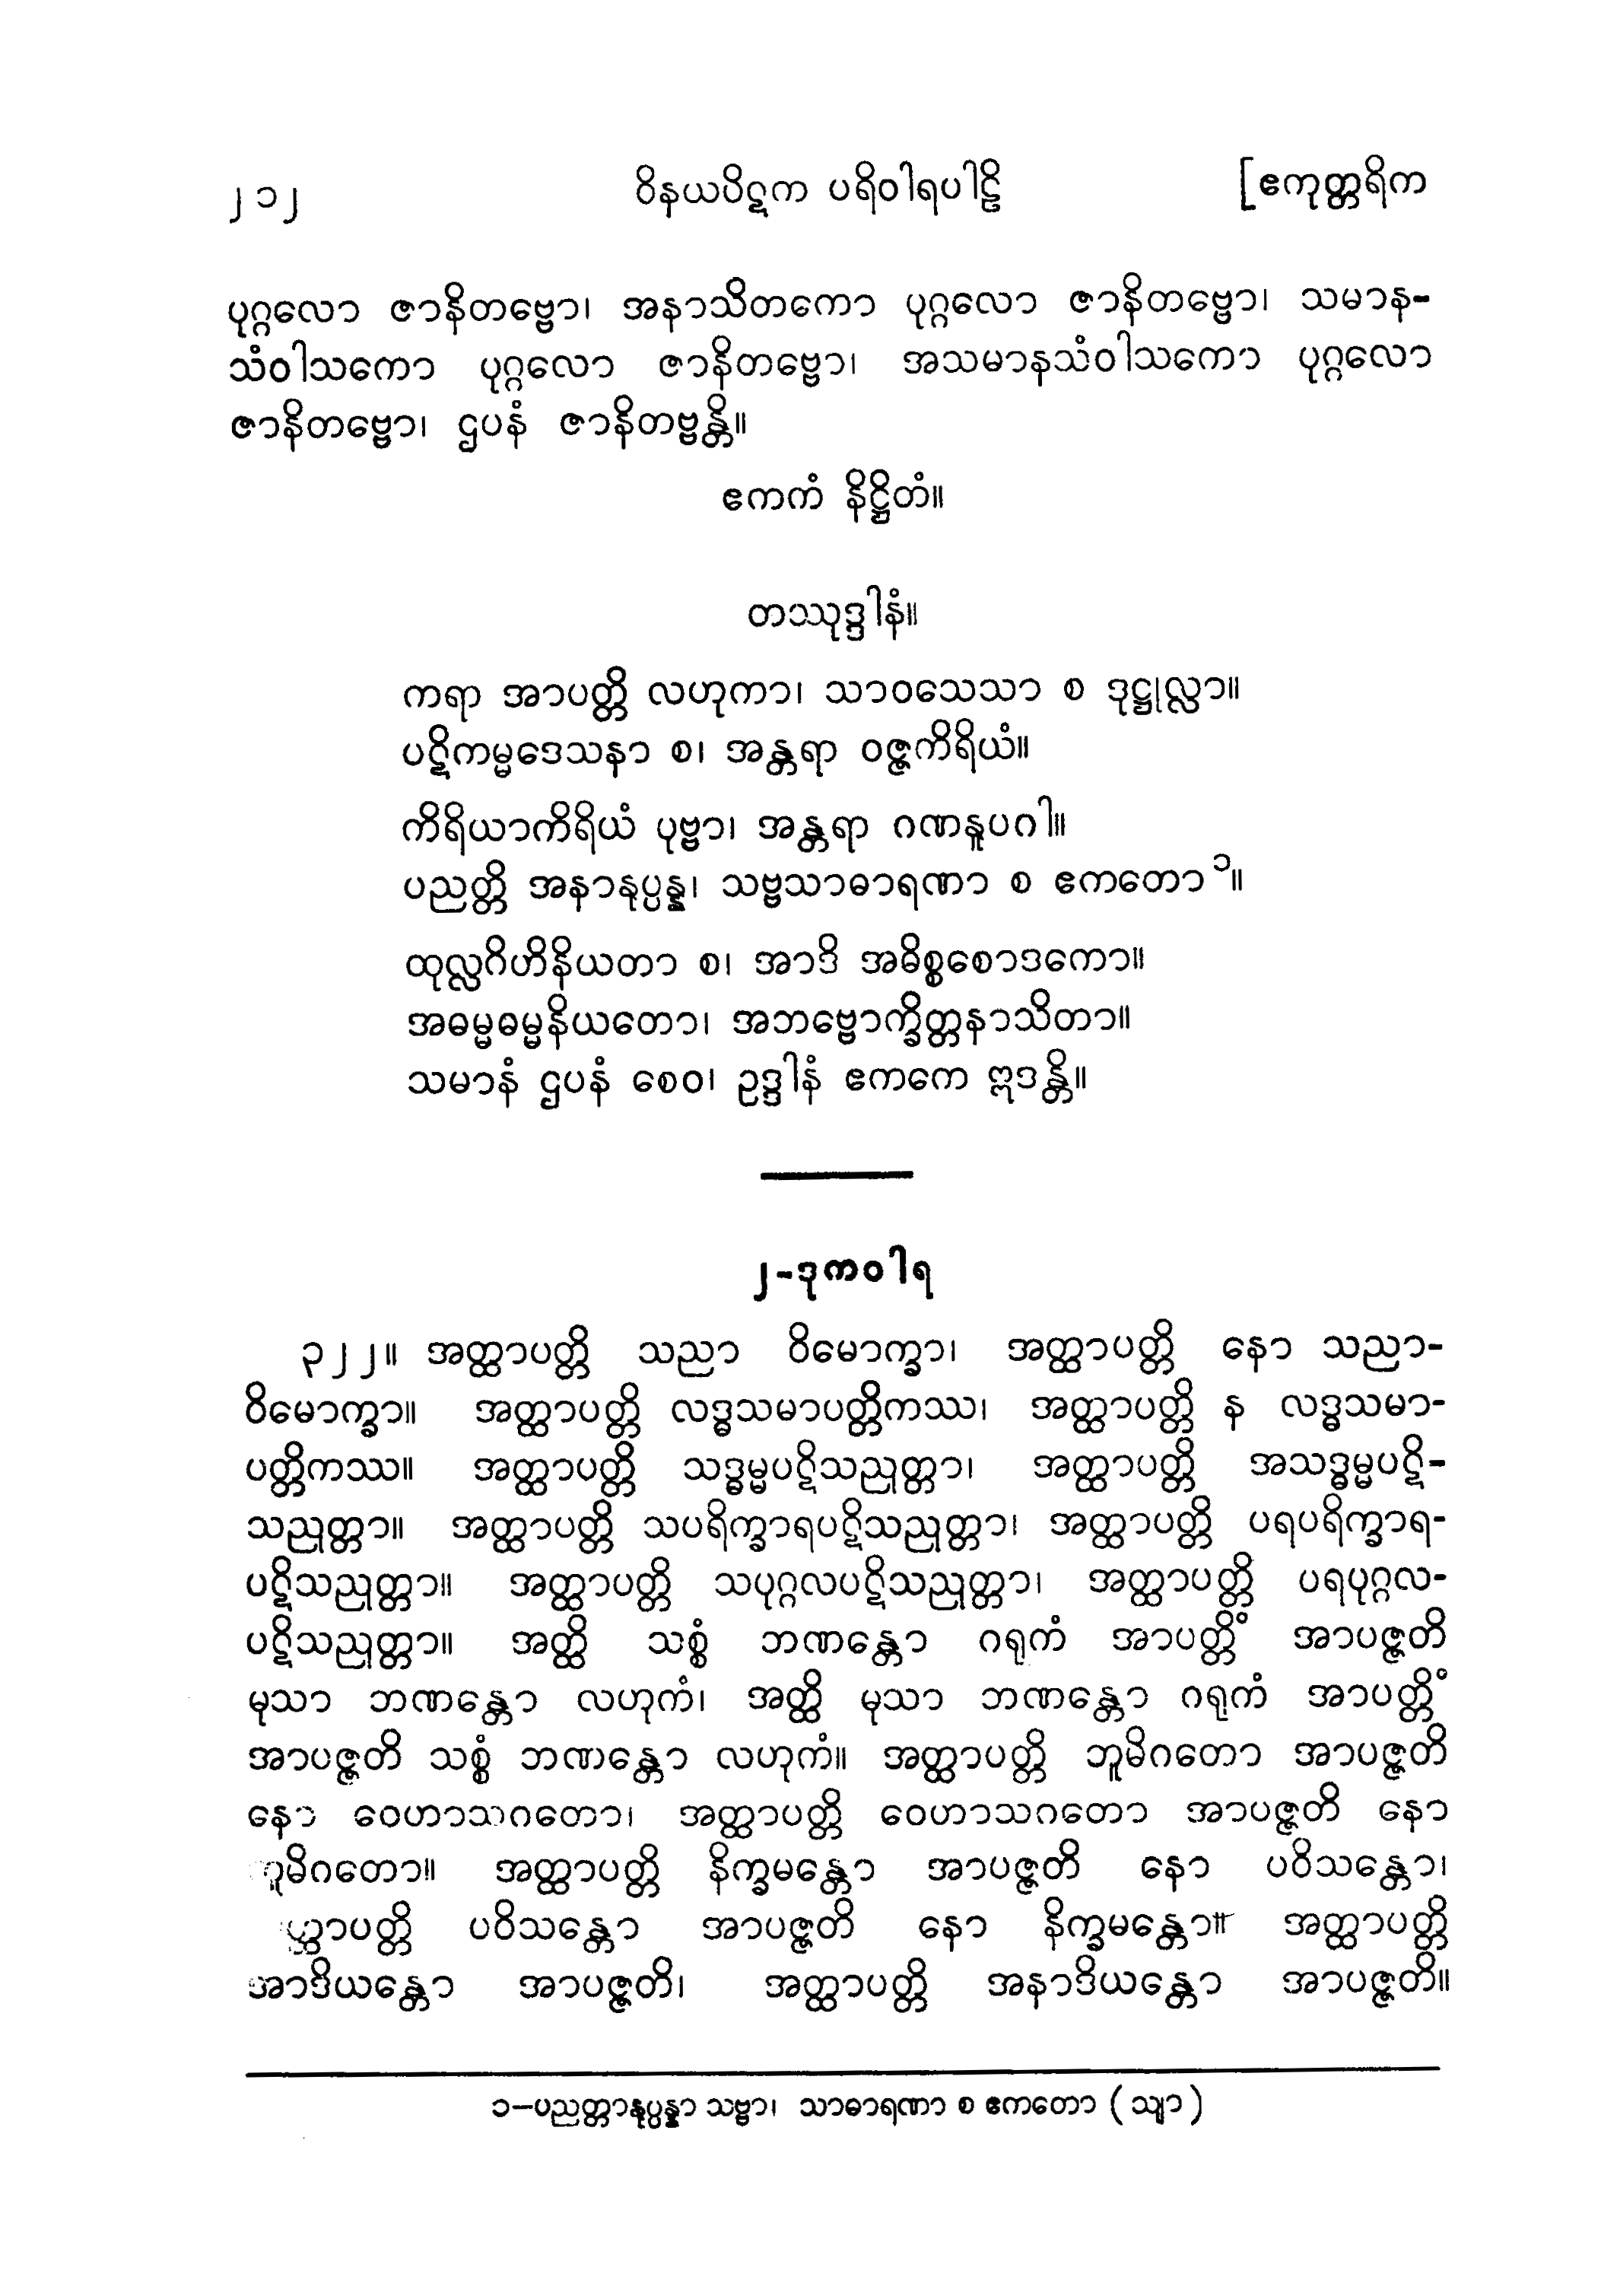 ၂၁၂ ဝိနယပိဋက ပရိဝါရပါဠိ [ဧကုတ္တရိက
ပုဂ္ဂလော ဇာနိတဗ္ဗော၊ အနာသိတကော ပုဂ္ဂလော ဇာနိတဗ္ဗော၊ သမာန-
သံဝါသကော ပုဂ္ဂလော ဇာနိတဗ္ဗော၊ အသမာနသံဝါသကော ပုဂ္ဂလော
ဇာနိတဗ္ဗော၊ ဌပနံ ဇာနိတဗ္ဗန္တိ။
ဧကကံ နိဋ္ဌိတံ။
တဿုဒ္ဒါနံ။
ကရာ အာပတ္တိ လဟုကာ၊ သာဝသေသာ စ ဒုဋ္ဌုလ္လာ။
ပဋိကမ္မဒေသနာ စ၊ အန္တရာ ဝဇ္ဇကိရိယံ။
ကိရိယာကိရိယံ ပုဗ္ဗာ၊ အန္တရာ ဂဏနူပဂါ။
ပညတ္တိ အနာနုပ္ပန္န၊ သဗ္ဗသာဓာရဏာ စ ဧကတော၁။
ထုလ္လဂိဟိနိယတာ စ၊ အာဒိ အဓိစ္စစောဒကော။
အဓမ္မဓမ္မနိယတော၊ အဘဗ္ဗောက္ခိတ္တနာသိတာ။
သမာနံ ဌပနံ စေဝ၊ ဥဒ္ဒါနံ ဧကကေ ဣဒန္တိ။
၂-ဒုကဝါရ
၃၂၂။ အတ္ထာပတ္တိ သညာ ဝိမောက္ခာ၊ အတ္ထာပတ္တိ နော သညာ-
ဝိမောက္ခာ။ အတ္ထာပတ္တိ လဒ္ဓသမာပတ္တိကဿ၊ အတ္ထာပတ္တိ န လဒ္ဓသမာ-
ပတ္တိကဿ။ အတ္ထာပတ္တိ သဒ္ဓမ္မပဋိသညုတ္တာ၊ အတ္ထာပတ္တိ အသဒ္ဓမ္မပဋိ-
သညုတ္တာ။ အတ္ထာပတ္တိ သပရိက္ခာရပဋိသညုတ္တာ၊ အတ္ထာပတ္တိ ပရပရိက္ခာရ-
ပဋိသညုတ္တာ။ အတ္ထာပတ္တိ သပုဂ္ဂလပဋိသညုတ္တာ၊ အတ္ထာပတ္တိ ပရပုဂ္ဂလ-
ပဋိသညုတ္တာ။ အတ္ထိ သစ္စံ ဘဏန္တော ဂရုကံ အာပတ္တိံ အာပဇ္ဇတိ
မုသာ ဘဏန္တော လဟုကံ၊ အတ္ထိ မုသာ ဘဏန္တော ဂရုကံ အာပတ္တိံ
အာပဇ္ဇတိ သစ္စံ ဘဏန္တော လဟုကံ။ အတ္ထာပတ္တိ ဘူမိဂတော အာပဇ္ဇတိ
နော ဝေဟာသဂတော၊ အတ္ထာပတ္တိ ဝေဟာသဂတော အာပဇ္ဇတိ နော
ဘူမိဂတော။ အတ္ထာပတ္တိ နိက္ခမန္တော အာပဇ္ဇတိ နော ပဝိသန္တော၊
အတ္ထာပတ္တိ ပဝိသန္တော အာပဇ္ဇတိ နော နိက္ခမန္တော။ အတ္ထာပတ္တိ
အာဒိယန္တော အာပဇ္ဇတိ၊ အတ္ထာပတ္တိ အနာဒိယန္တော အာပဇ္ဇတိ။
၁–ပညတ္တာနုပ္ပန္နာ သဗ္ဗာ၊ သာဓာရဏာ စ ဧကတော (သျာ)